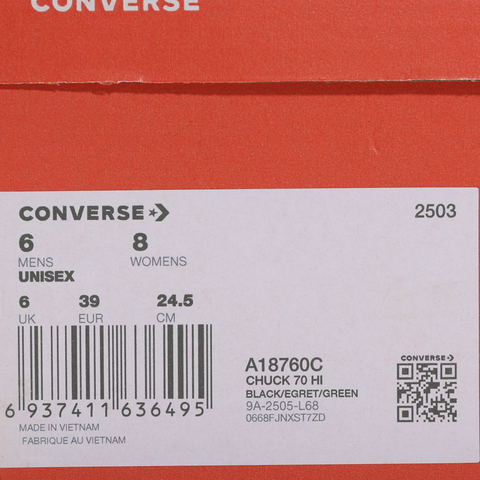 CONVERSE
CONVERSE 2503
6 8
MENS WOMENS
UNISEX
6 39 24.5
UK EUR CM
6 937411 636495
MADE IN VIETNAM
FABRIQUE AU VIETNAM
A18760C
CHUCK 70 HI
BLACK/EGRET/GREEN
9A-2505-L68
0668FJNXST7ZD
CONVERSE